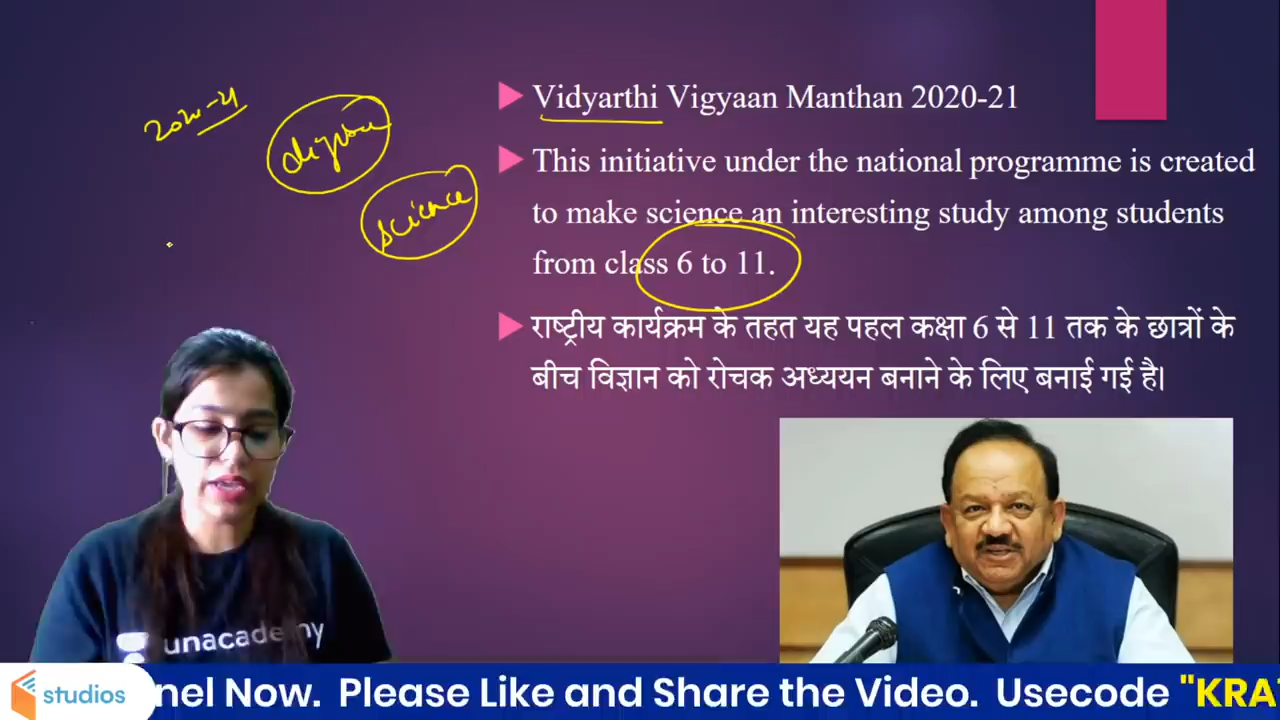 2020-21
science
Vidyarthi Vigyaan Manthan 2020-21
This initiative under the national programme is created
to make science an interesting study among students
from class 6 to 11.
राष्ट्रीय कार्यक्रम के तहत यह पहल कक्षा 6 से 11 तक के छात्रों के
बीच विज्ञान को रोचक अध्ययन बनाने के लिए बनाई गई है।
unacademy
studios
nel Now. Please Like and Share the Video. Usecode "KRA